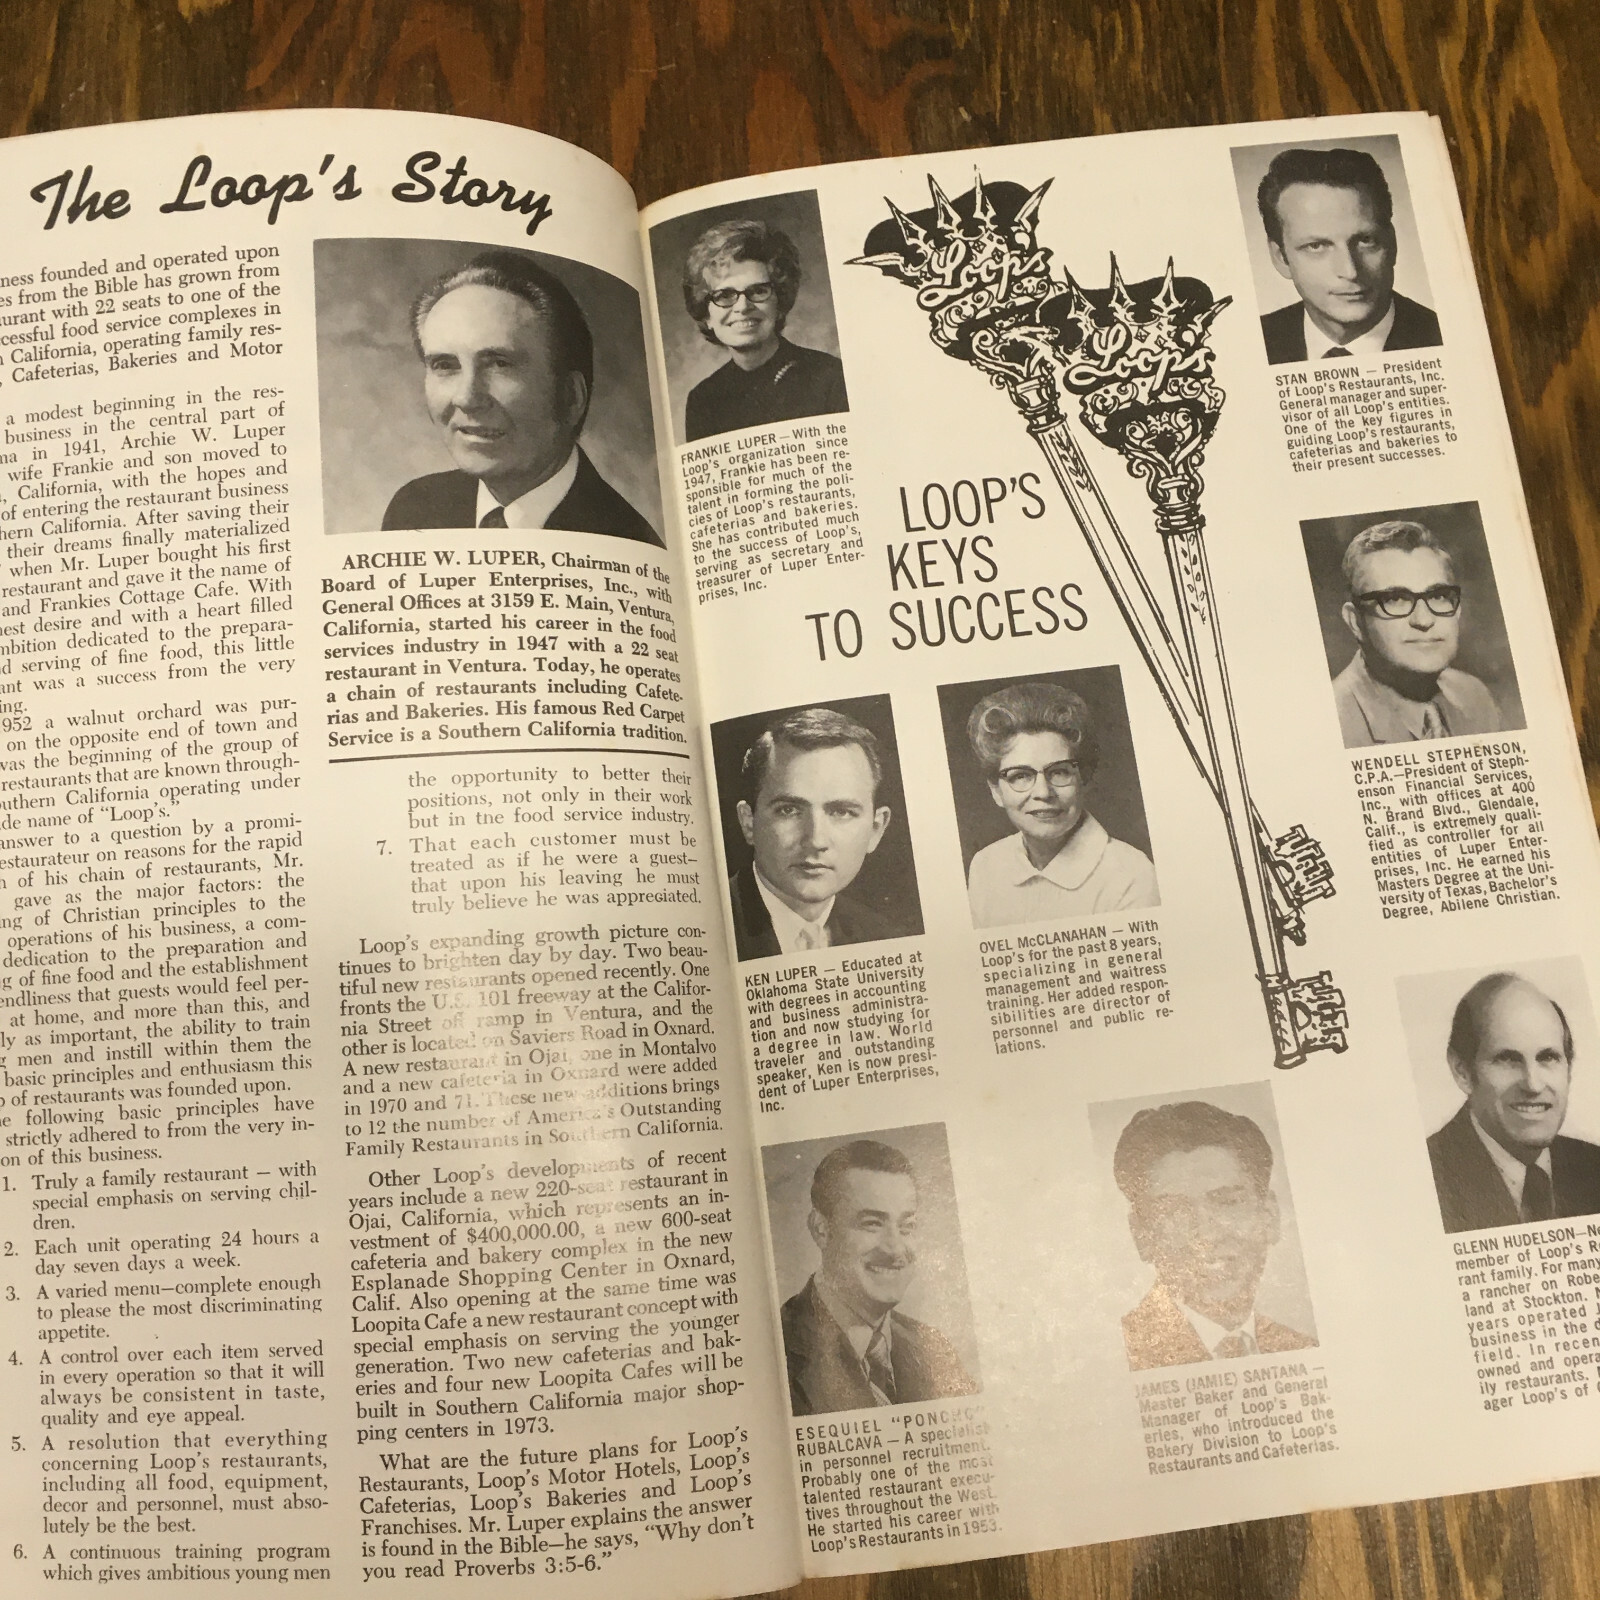 The Loop's Story
ness founded and operated upon
es from the Bible has grown from
aurant with 22 seats to one of the
ccessful food service complexes in
California, operating family res-
, Cafeterias, Bakeries and Motor
a modest beginning in the res-
business in the central part of
ma in 1941, Archie W. Luper
wife Frankie and son moved to
, California, with the hopes and
of entering the restaurant business
hern California. After saving their
their dreams finally materialized
when Mr. Luper bought his first
restaurant and gave it the name of
and Frankies Cottage Cafe. With
nest desire and with a heart filled
mbition dedicated to the prepara-
d serving of fine food, this little
ant was a success from the very
ing.
1952 a walnut orchard was pur-
on the opposite end of town and
was the beginning of the group of
restaurants that are known through-
outhern California operating under
de name of "Loop's."
answer to a question by a promi-
estaurateur on reasons for the rapid
of his chain of restaurants, Mr.
gave as the major factors: the
ng of Christian principles to the
operations of his business, a com-
dedication to the preparation and
g of fine food and the establishment
endliness that guests would feel per-
at home, and more than this, and
ly as important, the ability to train
g men and instill within them the
basic principles and enthusiasm this
p of restaurants was founded upon.
e following basic principles have
strictly adhered to from the very in-
on of this business.
1. Truly a family restaurant — with
special emphasis on serving chil-
dren.
2. Each unit operating 24 hours a
day seven days a week.
3. A varied menu—complete enough
to please the most discriminating
appetite.
4. A control over each item served
in every operation so that it will
always be consistent in taste,
quality and eye appeal.
5. A resolution that everything
concerning Loop's restaurants,
including all food, equipment,
decor and personnel, must abso-
lutely be the best.
6. A continuous training program
which gives ambitious young men
ARCHIE W. LUPER, Chairman of the
Board of Luper Enterprises, Inc., with
General Offices at 3159 E. Main, Ventura,
California, started his career in the food
services industry in 1947 with a 22 seat
restaurant in Ventura. Today, he operates
a chain of restaurants including Cafete-
rias and Bakeries. His famous Red Carpet
Service is a Southern California tradition.
the opportunity to better their
positions, not only in their work
but in the food service industry.
7. That each customer must be
treated as if he were a guest—
that upon his leaving he must
truly believe he was appreciated.
Loop's expanding growth picture con-
tinues to brighten day by day. Two beau-
tiful new restaurants opened recently. One
fronts the U.S. 101 freeway at the Califor-
nia Street off ramp in Ventura, and the
other is located on Saviers Road in Oxnard.
A new restaurant in Ojai, one in Montalvo
and a new cafeteria in Oxnard were added
in 1970 and 71. These new additions brings
to 12 the number of America's Outstanding
Family Restaurants in Southern California.
Other Loop's developments of recent
years include a new 220-seat restaurant in
Ojai, California, which represents an in-
vestment of $400,000.00, a new 600-seat
cafeteria and bakery complex in the new
Esplanade Shopping Center in Oxnard,
Calif. Also opening at the same time was
Loopita Cafe a new restaurant concept with
special emphasis on serving the younger
generation. Two new cafeterias and bak-
eries and four new Loopita Cafes will be
built in Southern California major shop-
ping centers in 1973.
What are the future plans for Loop's
Restaurants, Loop's Motor Hotels, Loop's
Cafeterias, Loop's Bakeries and Loop's
Franchises. Mr. Luper explains the answer
is found in the Bible—he says, "Why don't
you read Proverbs 3:5-6."
FRANKIE LUPER — With the
Loop's organization since
1947, Frankie has been re-
sponsible for much of the
talent in forming the poli-
cies of Loop's restaurants,
cafeterias and bakeries.
She has contributed much
to the success of Loop's,
serving as secretary and
treasurer of Luper Enter-
prises, Inc.
Loops
Loops
LOOP'S
KEYS
TO SUCCESS
STAN BROWN — President
of Loop's Restaurants, Inc.
General manager and super-
visor of all Loop's entities.
One of the key figures in
guiding Loop's restaurants,
cafeterias and bakeries to
their present successes.
WENDELL STEPHENSON,
C.P.A.—President of Steph-
enson Financial Services,
Inc., with offices at 400
N. Brand Blvd., Glendale,
Calif., is extremely quali-
fied as controller for all
entities of Luper Enter-
prises, Inc. He earned his
Masters Degree at the Uni-
versity of Texas, Bachelor's
Degree, Abilene Christian.
KEN LUPER — Educated at
Oklahoma State University
with degrees in accounting
and business administra-
tion and now studying for
a degree in law. World
traveler and outstanding
speaker, Ken is now presi-
dent of Luper Enterprises,
Inc.
OVEL McCLANAHAN — With
Loop's for the past 8 years,
specializing in general
management and waitress
training. Her added respon-
sibilities are director of
personnel and public re-
lations.
ESEQUIEL "PONCHO"
RUBALCAVA — A specialist
in personnel recruitment.
Probably one of the most
talented restaurant execu-
tives throughout the West.
He started his career with
Loop's Restaurants in 1953.
JAMES (JAMIE) SANTANA —
Master Baker and General
Manager of Loop's Bak-
eries, who introduced the
Bakery Division to Loop's
Restaurants and Cafeterias.
GLENN HUDELSON—Ne
member of Loop's R
rant family. For many
a rancher on Robe
land at Stockton.
years operated J
business in the d
field. In recen
owned and opera
ily restaurants.
ager Loop's of